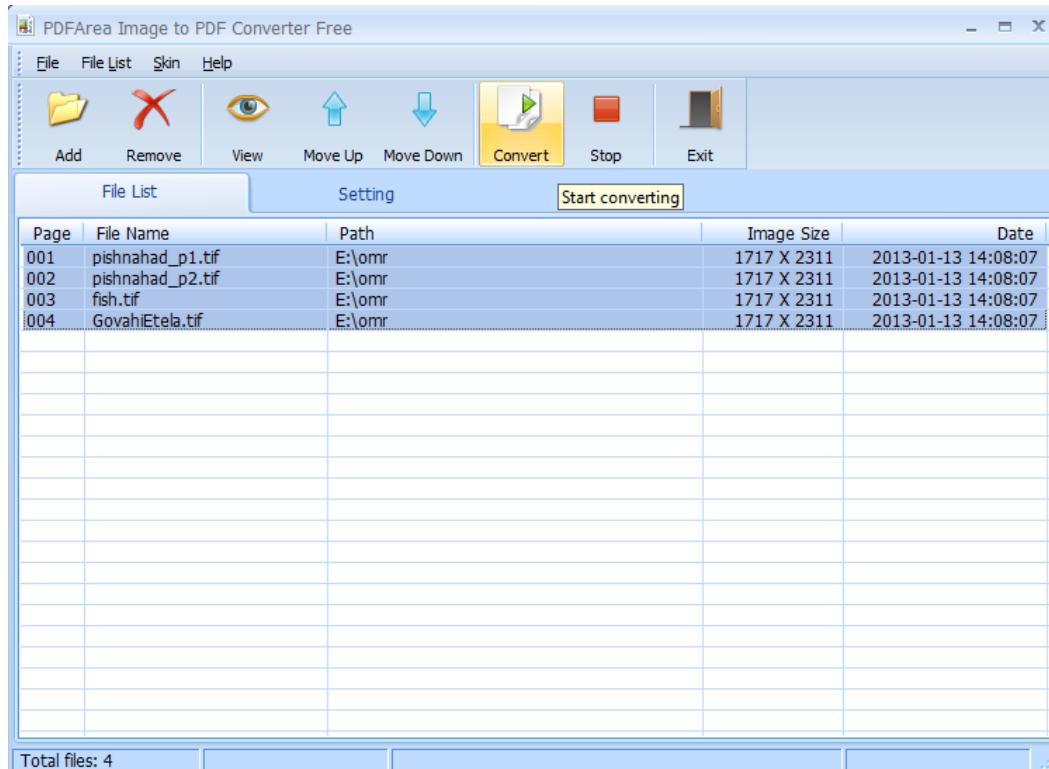 PDFArea Image to PDF Converter Free
File File List Skin Help
Add Remove View Move Up Move Down Convert Stop Exit
File List Setting Start converting
Page File Name Path Image Size Date
001 pishnahad_p1.tif E:\omr 1717 X 2311 2013-01-13 14:08:07
002 pishnahad_p2.tif E:\omr 1717 X 2311 2013-01-13 14:08:07
003 fish.tif E:\omr 1717 X 2311 2013-01-13 14:08:07
004 GovahiEtela.tif E:\omr 1717 X 2311 2013-01-13 14:08:07
Total files: 4